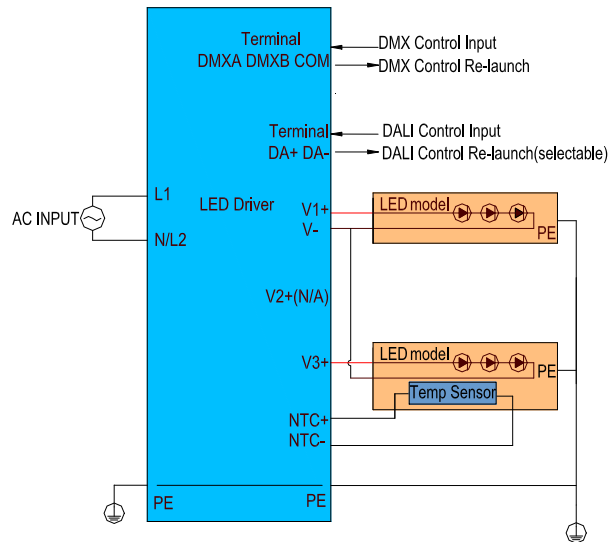 Terminal
DMXA DMXB COM
DMX Control Input
DMX Control Re-launch
Terminal
DA+ DA-
DALI Control Input
DALI Control Re-launch(selectable)
AC INPUT
L1
N/L2
LED Driver
V1+
V-
LED model
PE
V2+(N/A)
V3+
LED model
PE
Temp Sensor
NTC+
NTC-
PE
PE